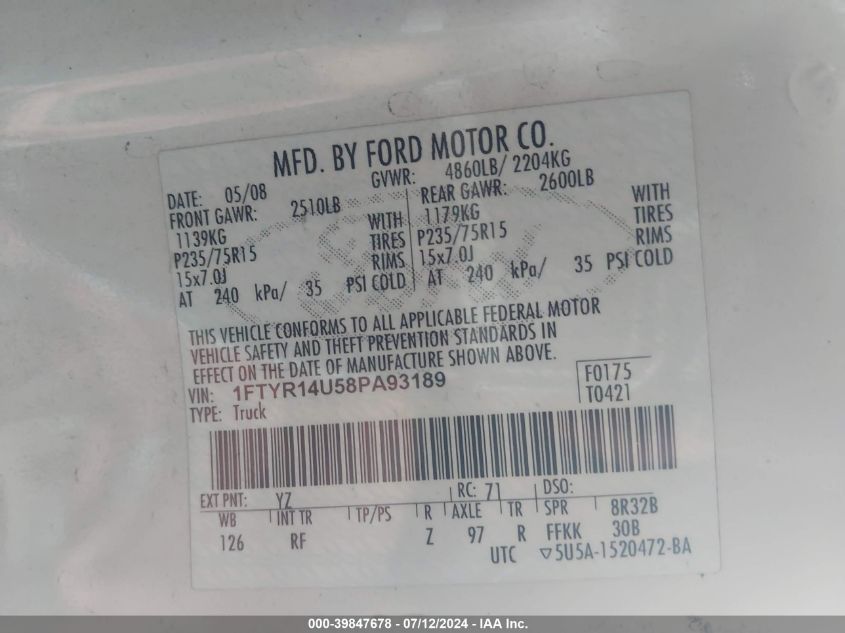 MFD. BY FORD MOTOR CO.
DATE: 05/08 GVWR: 4860LB/ 2204KG
FRONT GAWR: 2510LB REAR GAWR: 2600LB
1139KG WITH 1179KG WITH
P235/75R15 TIRES P235/75R15 TIRES
15x7.0J RIMS 15x7.0J RIMS
AT 240 kPa/ 35 PSI COLD AT 240 kPa/ 35 PSI COLD
THIS VEHICLE CONFORMS TO ALL APPLICABLE FEDERAL MOTOR
VEHICLE SAFETY AND THEFT PREVENTION STANDARDS IN
EFFECT ON THE DATE OF MANUFACTURE SHOWN ABOVE.
VIN: 1FTYR14U58PA93189 F0175
TYPE: Truck T0421
EXT PNT: YZ RC: 71 DSO:
WB INT TR TP/PS R AXLE TR SPR 8R32B
126 RF Z 97 R FFKK 30B
UTC ▽5U5A-1520472-BA
000-39847678 / 07/12/2024 - IAA Inc.